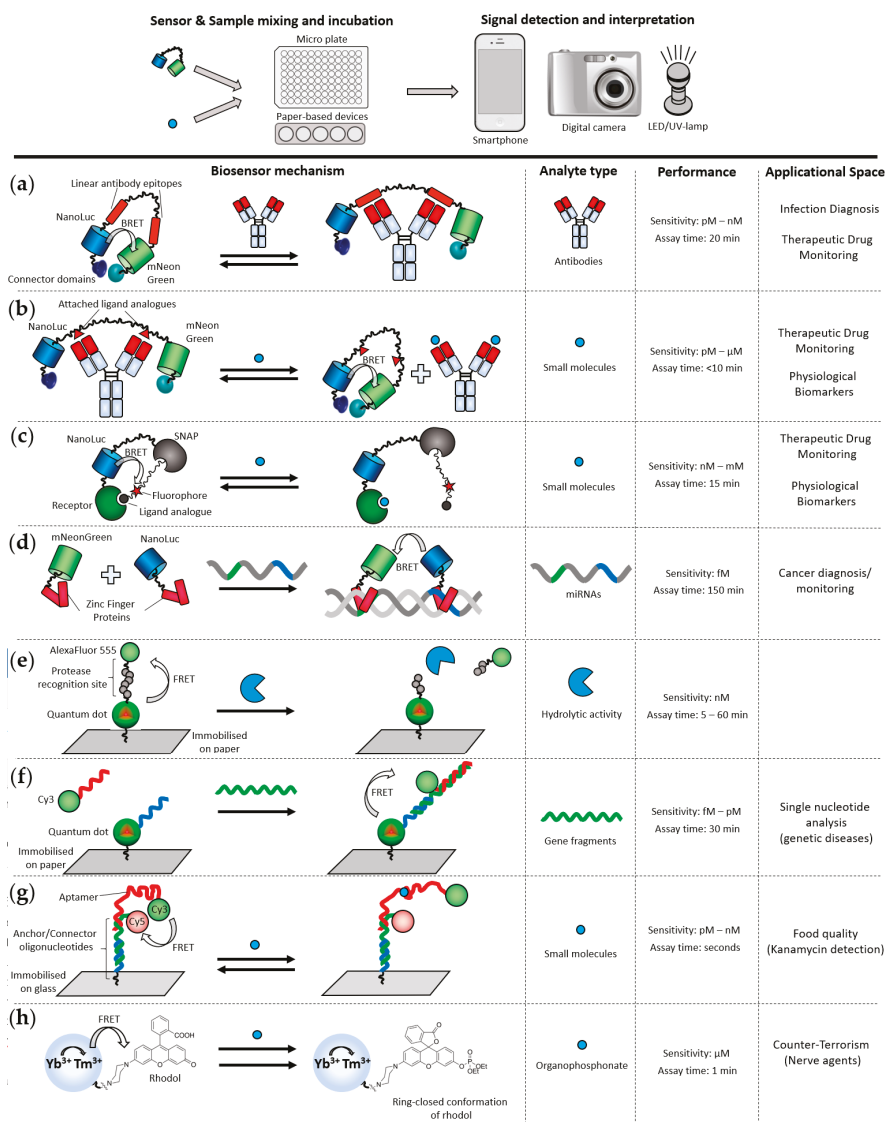 Sensor & Sample mixing and incubation
Signal detection and interpretation
Micro plate
Paper-based devices
Smartphone
Digital camera
LED/UV-lamp
Biosensor mechanism
Analyte type
Performance
Applicational Space
(a)
Linear antibody epitopes
NanoLuc
BRET
mNeon
Green
Connector domains
Antibodies
Sensitivity: pM – nM
Assay time: 20 min
Infection Diagnosis
Therapeutic Drug
Monitoring
(b)
Attached ligand analogues
NanoLuc
mNeon
Green
BRET
Small molecules
Sensitivity: pM – µM
Assay time: <10 min
Therapeutic Drug
Monitoring
Physiological
Biomarkers
(c)
NanoLuc
SNAP
BRET
Fluorophore
Receptor
Ligand analogue
Small molecules
Sensitivity: nM – mM
Assay time: 15 min
Therapeutic Drug
Monitoring
Physiological
Biomarkers
(d)
mNeonGreen
NanoLuc
Zinc Finger
Proteins
BRET
miRNAs
Sensitivity: fM
Assay time: 150 min
Cancer diagnosis/
monitoring
(e)
AlexaFluor 555
Protease
recognition site
FRET
Quantum dot
Immobilised
on paper
Hydrolytic activity
Sensitivity: nM
Assay time: 5 – 60 min
(f)
Cy3
Quantum dot
Immobilised
on paper
FRET
Gene fragments
Sensitivity: fM – pM
Assay time: 30 min
Single nucleotide
analysis
(genetic diseases)
(g)
Aptamer
Cy3
Cy5
Anchor/Connector
oligonucleotides
FRET
Immobilised
on glass
Small molecules
Sensitivity: pM – nM
Assay time: seconds
Food quality
(Kanamycin detection)
(h)
FRET
Yb³⁺ Tm³⁺
COOH
N
N
O
O
Rhodol
Yb³⁺ Tm³⁺
O
O
N
N
O
O
O
P
OEt
OEt
Ring-closed conformation
of rhodol
Organophosphonate
Sensitivity: µM
Assay time: 1 min
Counter-Terrorism
(Nerve agents)